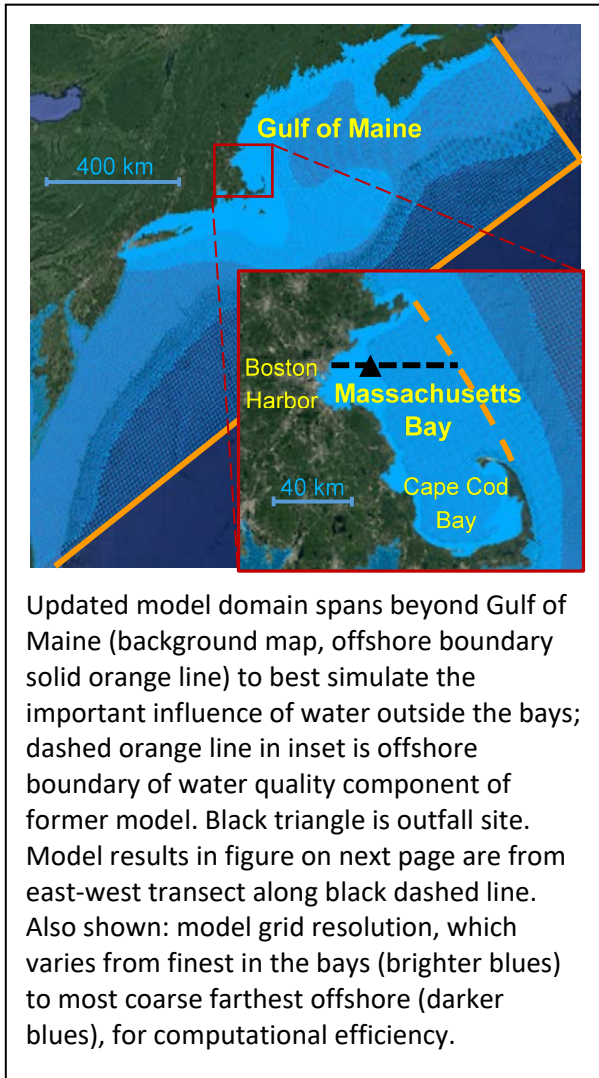 Gulf of Maine
400 km
Boston
Harbor
Massachusetts
Bay
40 km
Cape Cod
Bay
Updated model domain spans beyond Gulf of
Maine (background map, offshore boundary
solid orange line) to best simulate the
important influence of water outside the bays;
dashed orange line in inset is offshore
boundary of water quality component of
former model. Black triangle is outfall site.
Model results in figure on next page are from
east-west transect along black dashed line.
Also shown: model grid resolution, which
varies from finest in the bays (brighter blues)
to most coarse farthest offshore (darker
blues), for computational efficiency.